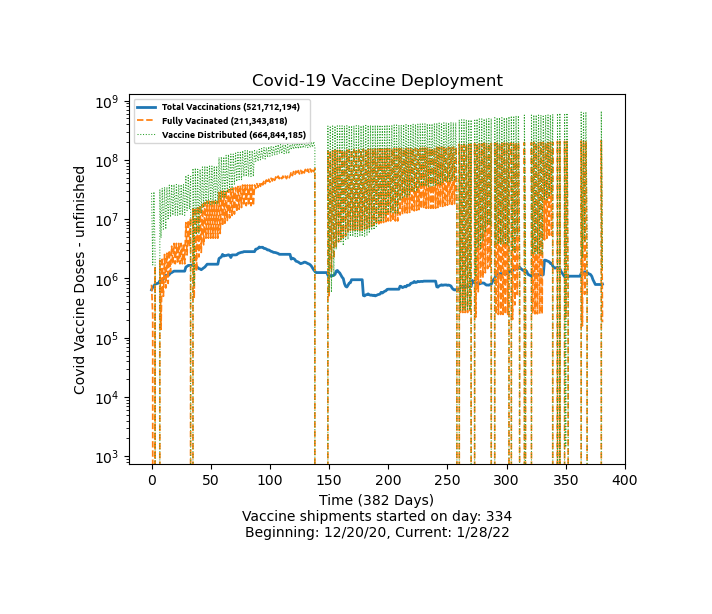 Covid-19 Vaccine Deployment
Total Vaccinations (521,712,194)
Fully Vacinated (211,343,818)
Vaccine Distributed (664,844,185)
Covid Vaccine Doses - unfinished
10⁹
10⁸
10⁷
10⁶
10⁵
10⁴
10³
0 50 100 150 200 250 300 350 400
Time (382 Days)
Vaccine shipments started on day: 334
Beginning: 12/20/20, Current: 1/28/22